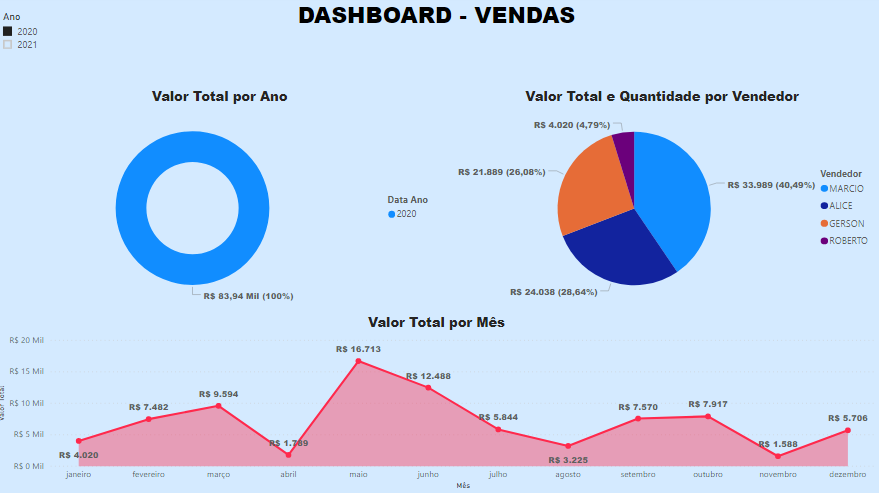 DASHBOARD - VENDAS
Ano
2020
2021
Valor Total por Ano
Data Ano
2020
R$ 83,94 Mil (100%)
Valor Total e Quantidade por Vendedor
R$ 4.020 (4,79%)
R$ 21.889 (26,08%)
R$ 33.989 (40,49%)
R$ 24.038 (28,64%)
Vendedor
MARCIO
ALICE
GERSON
ROBERTO
Valor Total por Mês
Valor Total
R$ 20 Mil
R$ 15 Mil
R$ 10 Mil
R$ 5 Mil
R$ 0 Mil
R$ 4.020
R$ 7.482
R$ 9.594
R$ 1.789
R$ 16.713
R$ 12.488
R$ 5.844
R$ 3.225
R$ 7.570
R$ 7.917
R$ 1.588
R$ 5.706
janeiro fevereiro março abril maio junho julho agosto setembro outubro novembro dezembro
Mês